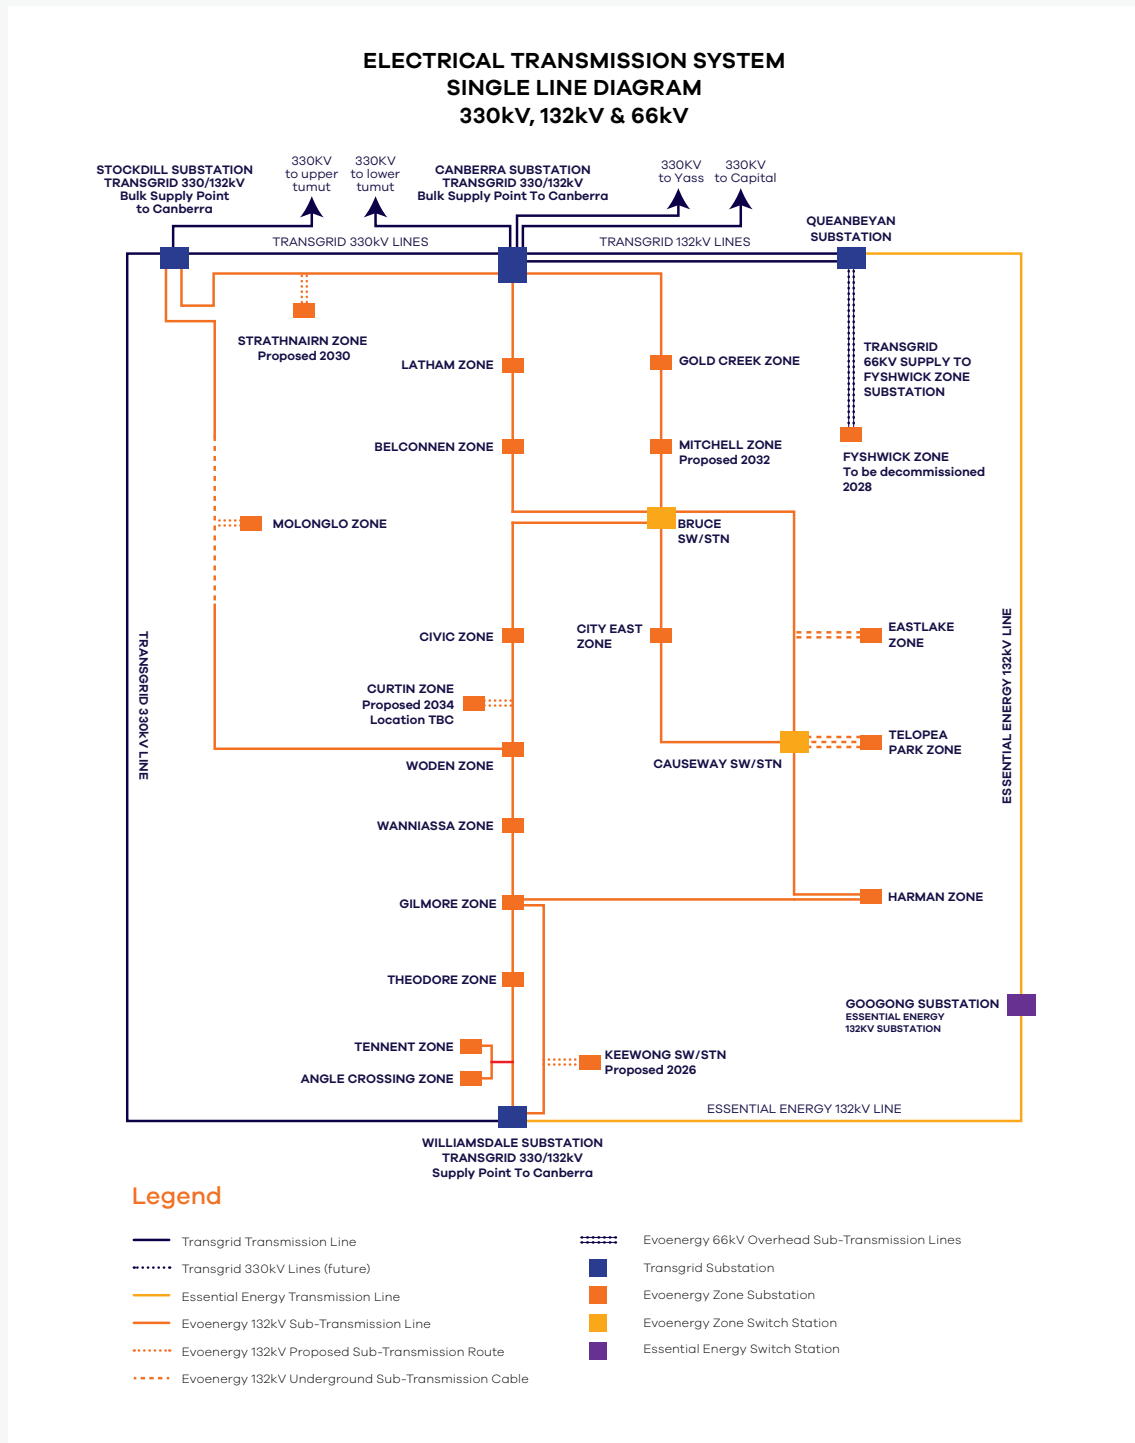 ELECTRICAL TRANSMISSION SYSTEM
SINGLE LINE DIAGRAM
330kV, 132kV & 66kV
STOCKDILL SUBSTATION
TRANSGRID 330/132kV
Bulk Supply Point
to Canberra
330KV
to upper
tumut
330KV
to lower
tumut
CANBERRA SUBSTATION
TRANSGRID 330/132kV
Bulk Supply Point To Canberra
330KV
to Yass
330KV
to Capital
QUEANBEYAN
SUBSTATION
TRANSGRID 330kV LINES
TRANSGRID 132kV LINES
STRATHNAIRN ZONE
Proposed 2030
LATHAM ZONE
GOLD CREEK ZONE
TRANSGRID
66KV SUPPLY TO
FYSHWICK ZONE
SUBSTATION
BELCONNEN ZONE
MITCHELL ZONE
Proposed 2032
FYSHWICK ZONE
To be decommissioned
2028
MOLONGLO ZONE
BRUCE
SW/STN
CIVIC ZONE
CITY EAST
ZONE
EASTLAKE
ZONE
TRANSGRID 330kV LINE
ESSENTIAL ENERGY 132kV LINE
CURTIN ZONE
Proposed 2034
Location TBC
WODEN ZONE
CAUSEWAY SW/STN
TELOPEA
PARK ZONE
WANNIASSA ZONE
GILMORE ZONE
HARMAN ZONE
THEODORE ZONE
GOOGONG SUBSTATION
ESSENTIAL ENERGY
132KV SUBSTATION
TENNENT ZONE
ANGLE CROSSING ZONE
KEEWONG SW/STN
Proposed 2026
ESSENTIAL ENERGY 132kV LINE
WILLIAMSDALE SUBSTATION
TRANSGRID 330/132kV
Supply Point To Canberra
Legend
Transgrid Transmission Line
Transgrid 330kV Lines (future)
Essential Energy Transmission Line
Evoenergy 132kV Sub-Transmission Line
Evoenergy 132kV Proposed Sub-Transmission Route
Evoenergy 132kV Underground Sub-Transmission Cable
Evoenergy 66kV Overhead Sub-Transmission Lines
Transgrid Substation
Evoenergy Zone Substation
Evoenergy Zone Switch Station
Essential Energy Switch Station